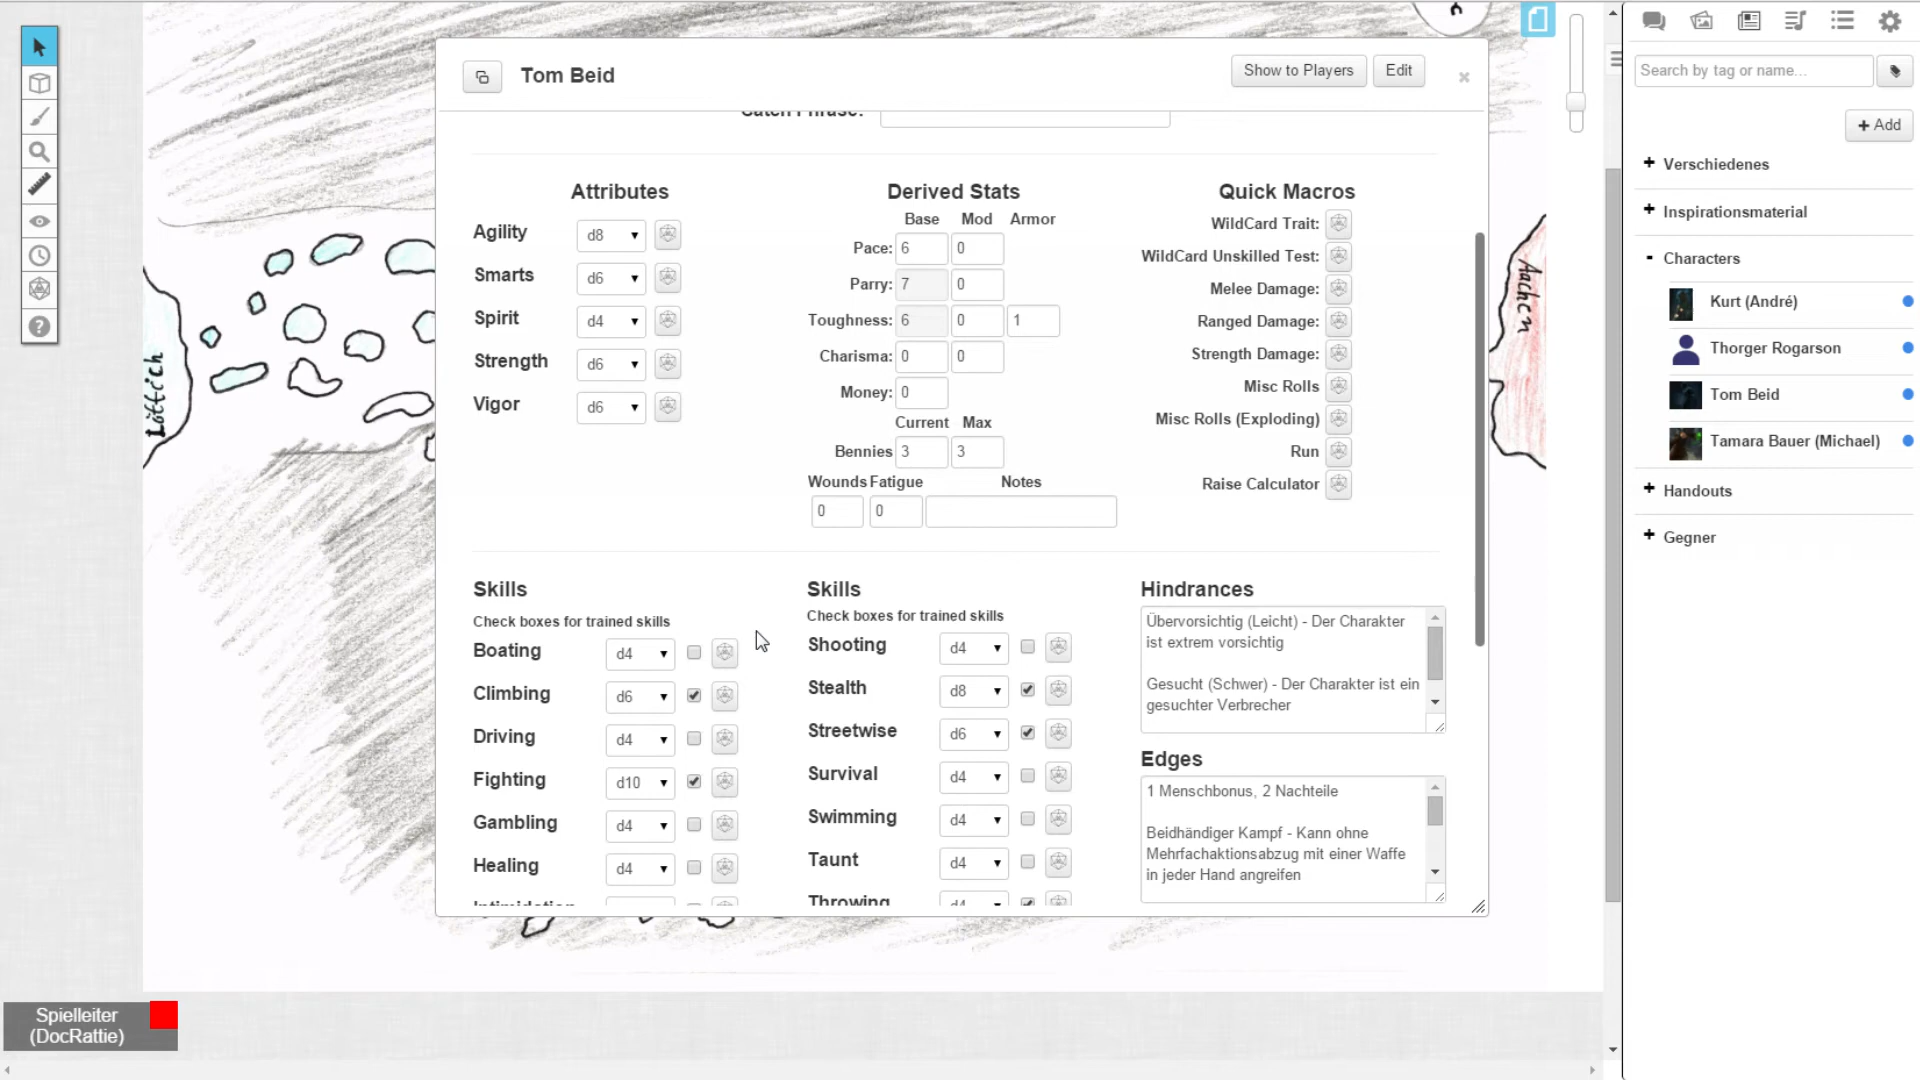 Tom Beid
Show to Players
Edit
Catch Phrase:
Attributes
Agility d8
Smarts d6
Spirit d4
Strength d6
Vigor d6
Derived Stats
Base Mod Armor
Pace: 6 0
Parry: 7 0
Toughness: 6 0 1
Charisma: 0 0
Money: 0
Current Max
Bennies 3 3
Wounds Fatigue Notes
0 0
Quick Macros
WildCard Trait:
WildCard Unskilled Test:
Melee Damage:
Ranged Damage:
Strength Damage:
Misc Rolls
Misc Rolls (Exploding)
Run
Raise Calculator
Skills
Check boxes for trained skills
Boating d4
Climbing d6
Driving d4
Fighting d10
Gambling d4
Healing d4
Intimidation
Skills
Check boxes for trained skills
Shooting d4
Stealth d8
Streetwise d6
Survival d4
Swimming d4
Taunt d4
Throwing d4
Hindrances
Übervorsichtig (Leicht) - Der Charakter
ist extrem vorsichtig
Gesucht (Schwer) - Der Charakter ist ein
gesuchter Verbrecher
Edges
1 Menschbonus, 2 Nachteile
Beidhändiger Kampf - Kann ohne
Mehrfachaktionsabzug mit einer Waffe
in jeder Hand angreifen
Lüttich
Aachen
Search by tag or name...
+ Add
+ Verschiedenes
+ Inspirationsmaterial
- Characters
Kurt (André)
Thorger Rogarson
Tom Beid
Tamara Bauer (Michael)
+ Handouts
+ Gegner
Spielleiter
(DocRattie)